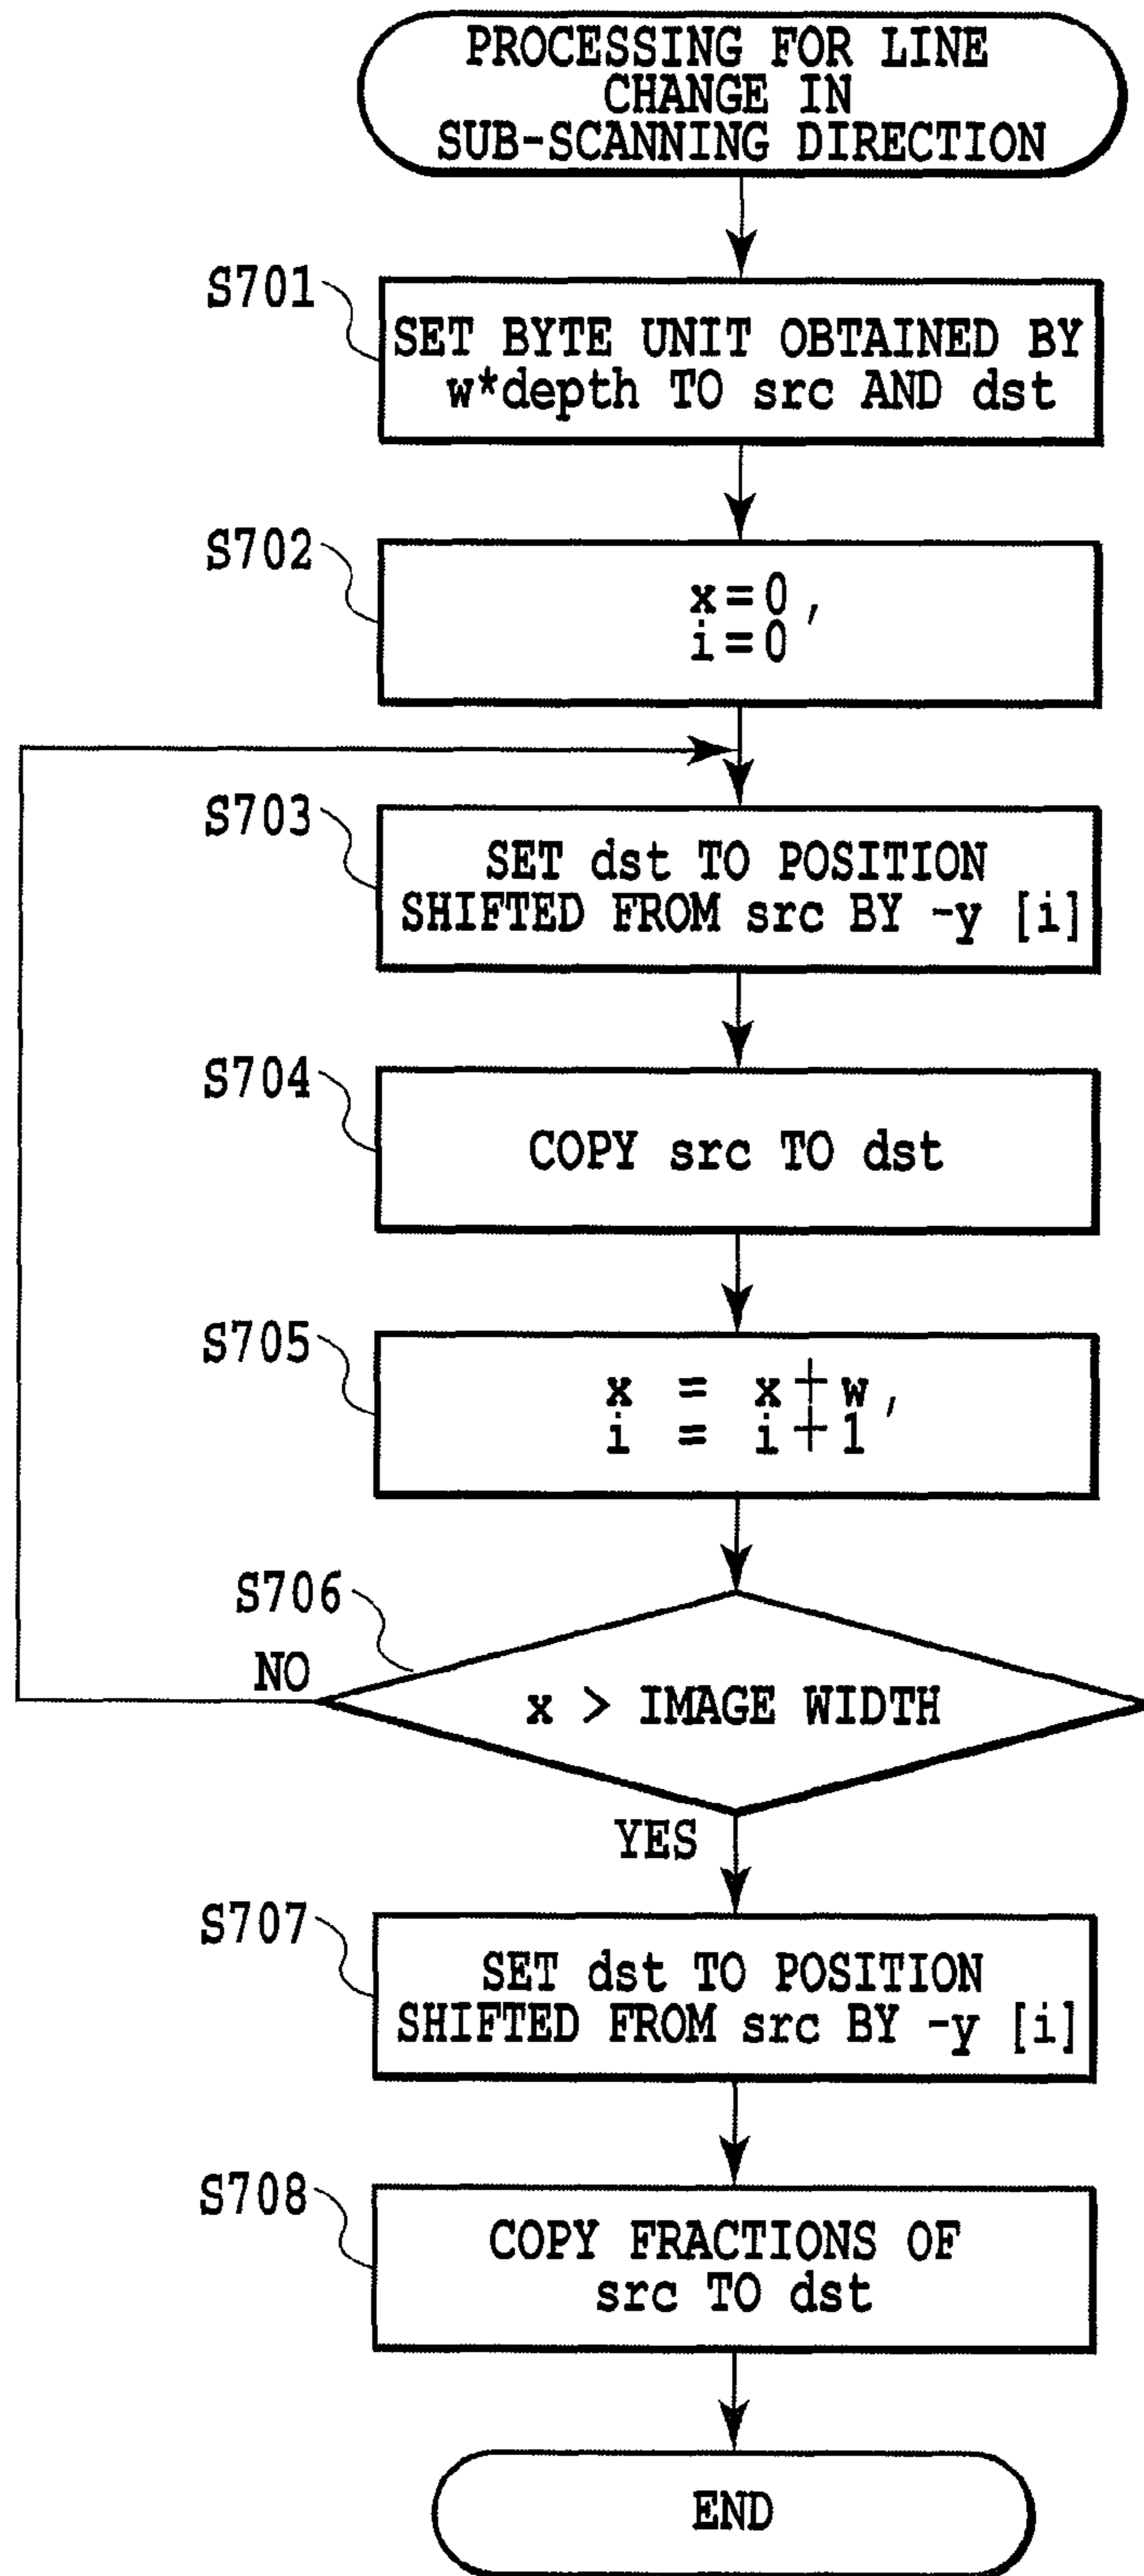 PROCESSING FOR LINE
CHANGE IN
SUB-SCANNING DIRECTION
S701
SET BYTE UNIT OBTAINED BY
w*depth TO src AND dst
S702
x=0,
i=0
S703
SET dst TO POSITION
SHIFTED FROM src BY -y [i]
S704
COPY src TO dst
S705
x = x+w,
i = i+1
S706
NO
x > IMAGE WIDTH
YES
S707
SET dst TO POSITION
SHIFTED FROM src BY -y [i]
S708
COPY FRACTIONS OF
src TO dst
END